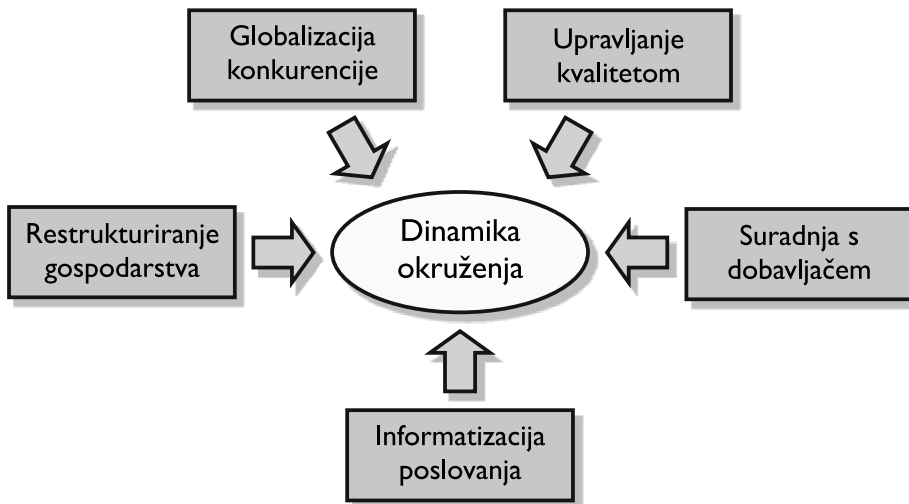 Globalizacija
konkurencije
Upravljanje
kvalitetom
Restrukturiranje
gospodarstva
Dinamika
okruženja
Suradnja s
dobavljačem
Informatizacija
poslovanja